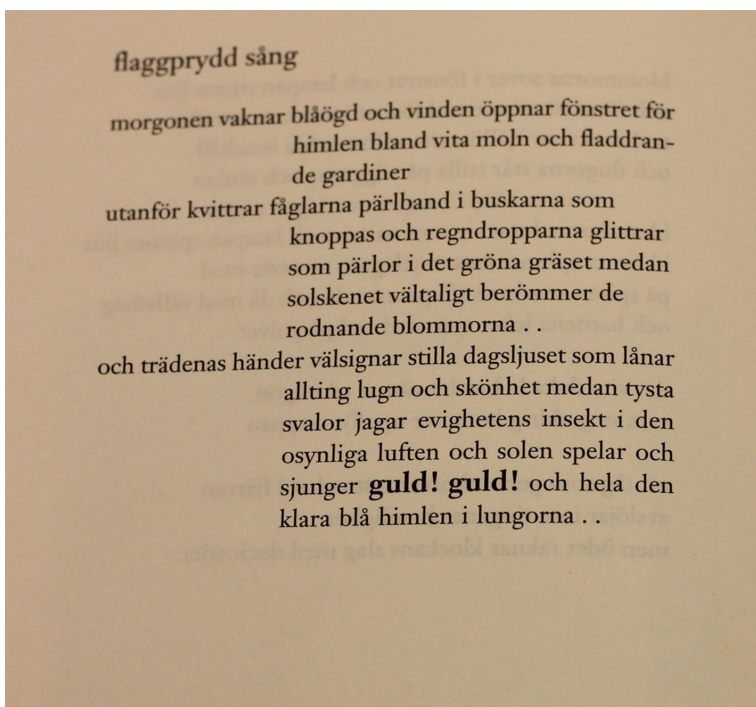 flaggprydd sång
morgonen vaknar blåögd och vinden öppnar fönstret för
himlen bland vita moln och fladdran-
de gardiner
utanför kvittrar fåglarna pärlband i buskarna som
knoppas och regndropparna glittrar
som pärlor i det gröna gräset medan
solskenet vältaligt berömmer de
rodnande blommorna . .
och trädenas händer välsignar stilla dagsljuset som lånar
allting lugn och skönhet medan tysta
svalor jagar evighetens insekt i den
osynliga luften och solen spelar och
sjunger guld! guld! och hela den
klara blå himlen i lungorna . .